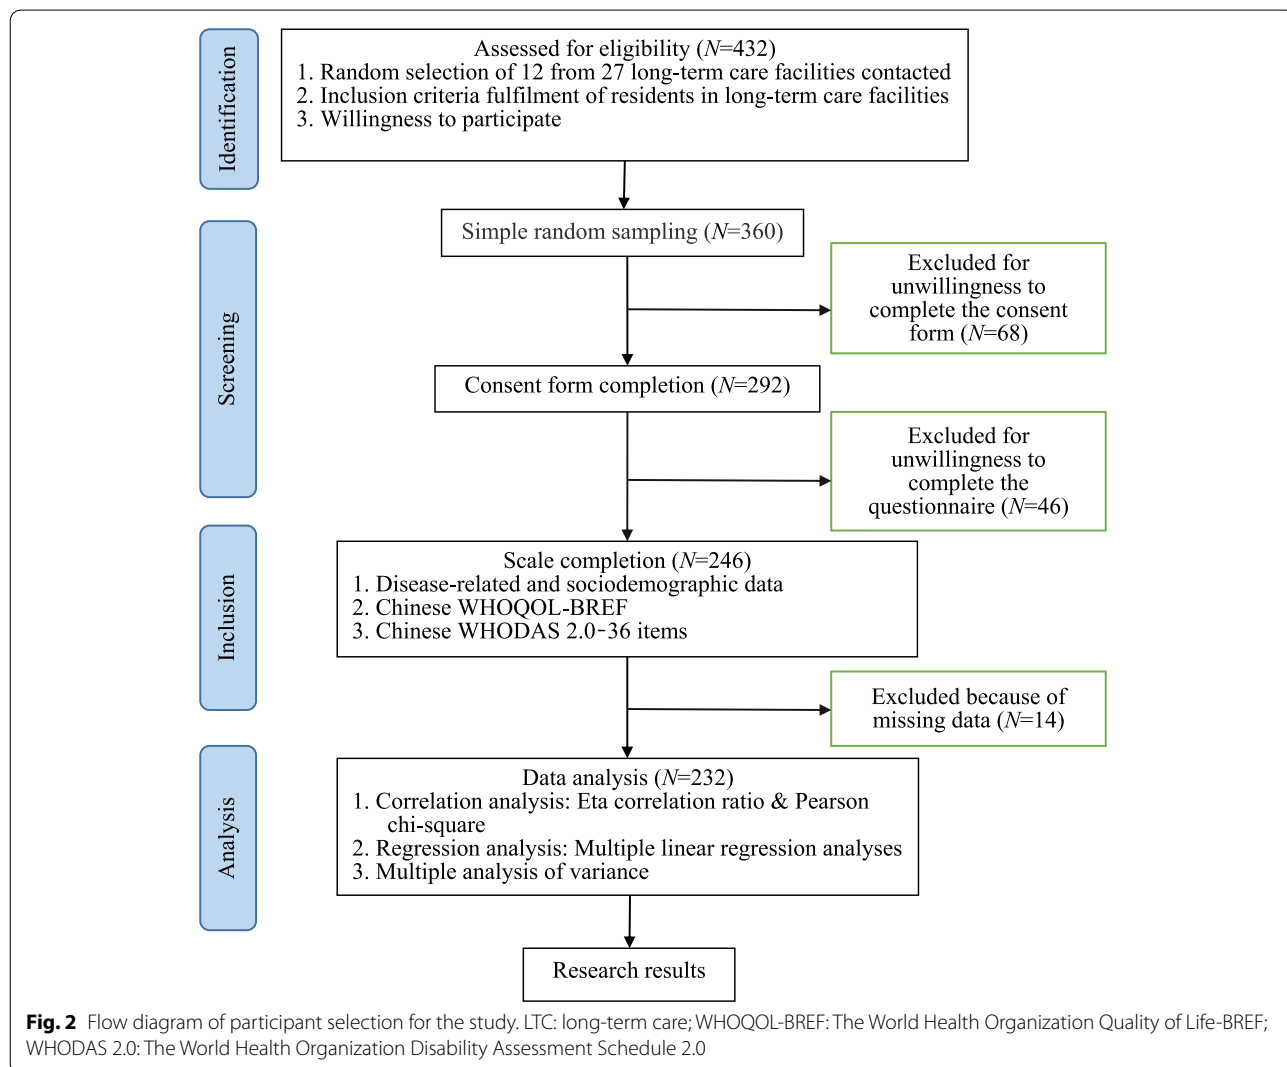 Identification
Assessed for eligibility (N=432)
1. Random selection of 12 from 27 long-term care facilities contacted
2. Inclusion criteria fulfilment of residents in long-term care facilities
3. Willingness to participate
Screening
Simple random sampling (N=360)
Excluded for
unwillingness to
complete the consent
form (N=68)
Consent form completion (N=292)
Excluded for
unwillingness to
complete the
questionnaire (N=46)
Inclusion
Scale completion (N=246)
1. Disease-related and sociodemographic data
2. Chinese WHOQOL-BREF
3. Chinese WHODAS 2.0-36 items
Excluded because of
missing data (N=14)
Analysis
Data analysis (N=232)
1. Correlation analysis: Eta correlation ratio & Pearson
chi-square
2. Regression analysis: Multiple linear regression analyses
3. Multiple analysis of variance
Research results
Fig. 2 Flow diagram of participant selection for the study. LTC: long-term care; WHOQOL-BREF: The World Health Organization Quality of Life-BREF;
WHODAS 2.0: The World Health Organization Disability Assessment Schedule 2.0